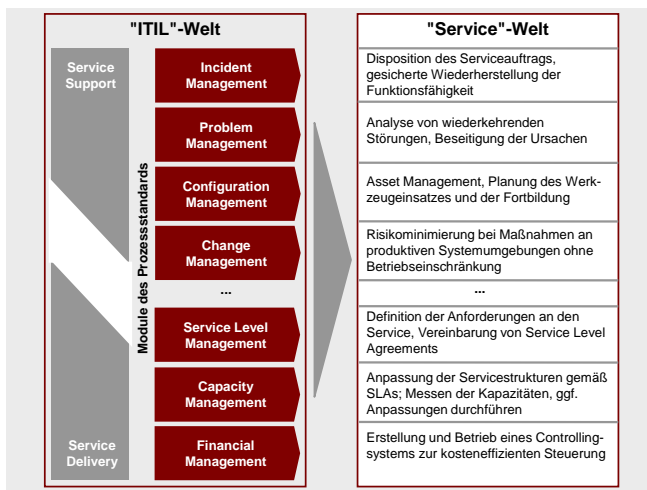 "ITIL"-Welt
"Service"-Welt
Service
Support
Module des Prozessstandards
Incident
Management
Disposition des Serviceauftrags,
gesicherte Wiederherstellung der
Funktionsfähigkeit
Problem
Management
Analyse von wiederkehrenden
Störungen, Beseitigung der Ursachen
Configuration
Management
Asset Management, Planung des Werk-
zeugeinsatzes und der Fortbildung
Change
Management
Risikominimierung bei Maßnahmen an
produktiven Systemumgebungen ohne
Betriebseinschränkung
...
...
Service Level
Management
Definition der Anforderungen an den
Service, Vereinbarung von Service Level
Agreements
Capacity
Management
Anpassung der Servicestrukturen gemäß
SLAs; Messen der Kapazitäten, ggf.
Anpassungen durchführen
Service
Delivery
Financial
Management
Erstellung und Betrieb eines Controlling-
systems zur kosteneffizienten Steuerung